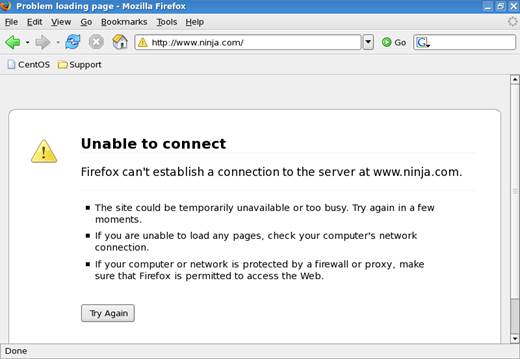 Problem loading page - Mozilla Firefox
File Edit View Go Bookmarks Tools Help
http://www.ninja.com/ Go G
CentOS Support
Unable to connect
Firefox can't establish a connection to the server at www.ninja.com.
The site could be temporarily unavailable or too busy. Try again in a few
moments.
If you are unable to load any pages, check your computer's network
connection.
If your computer or network is protected by a firewall or proxy, make
sure that Firefox is permitted to access the Web.
Try Again
Done